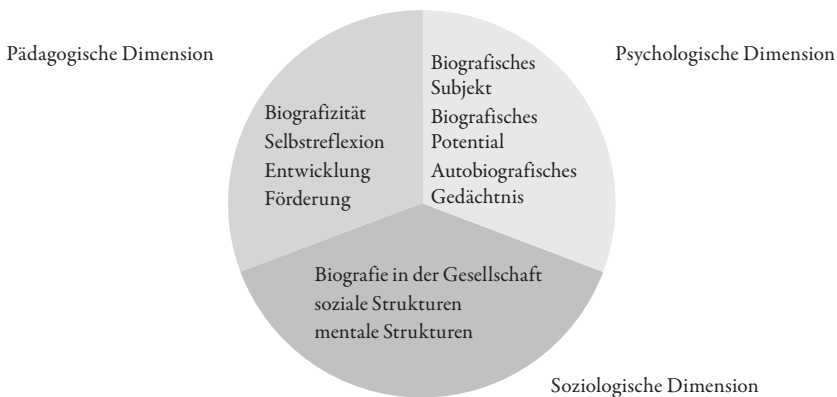 Pädagogische Dimension
Biografizität
Selbstreflexion
Entwicklung
Förderung
Psychologische Dimension
Biografisches
Subjekt
Biografisches
Potential
Autobiografisches
Gedächtnis
Biografie in der Gesellschaft
soziale Strukturen
mentale Strukturen
Soziologische Dimension